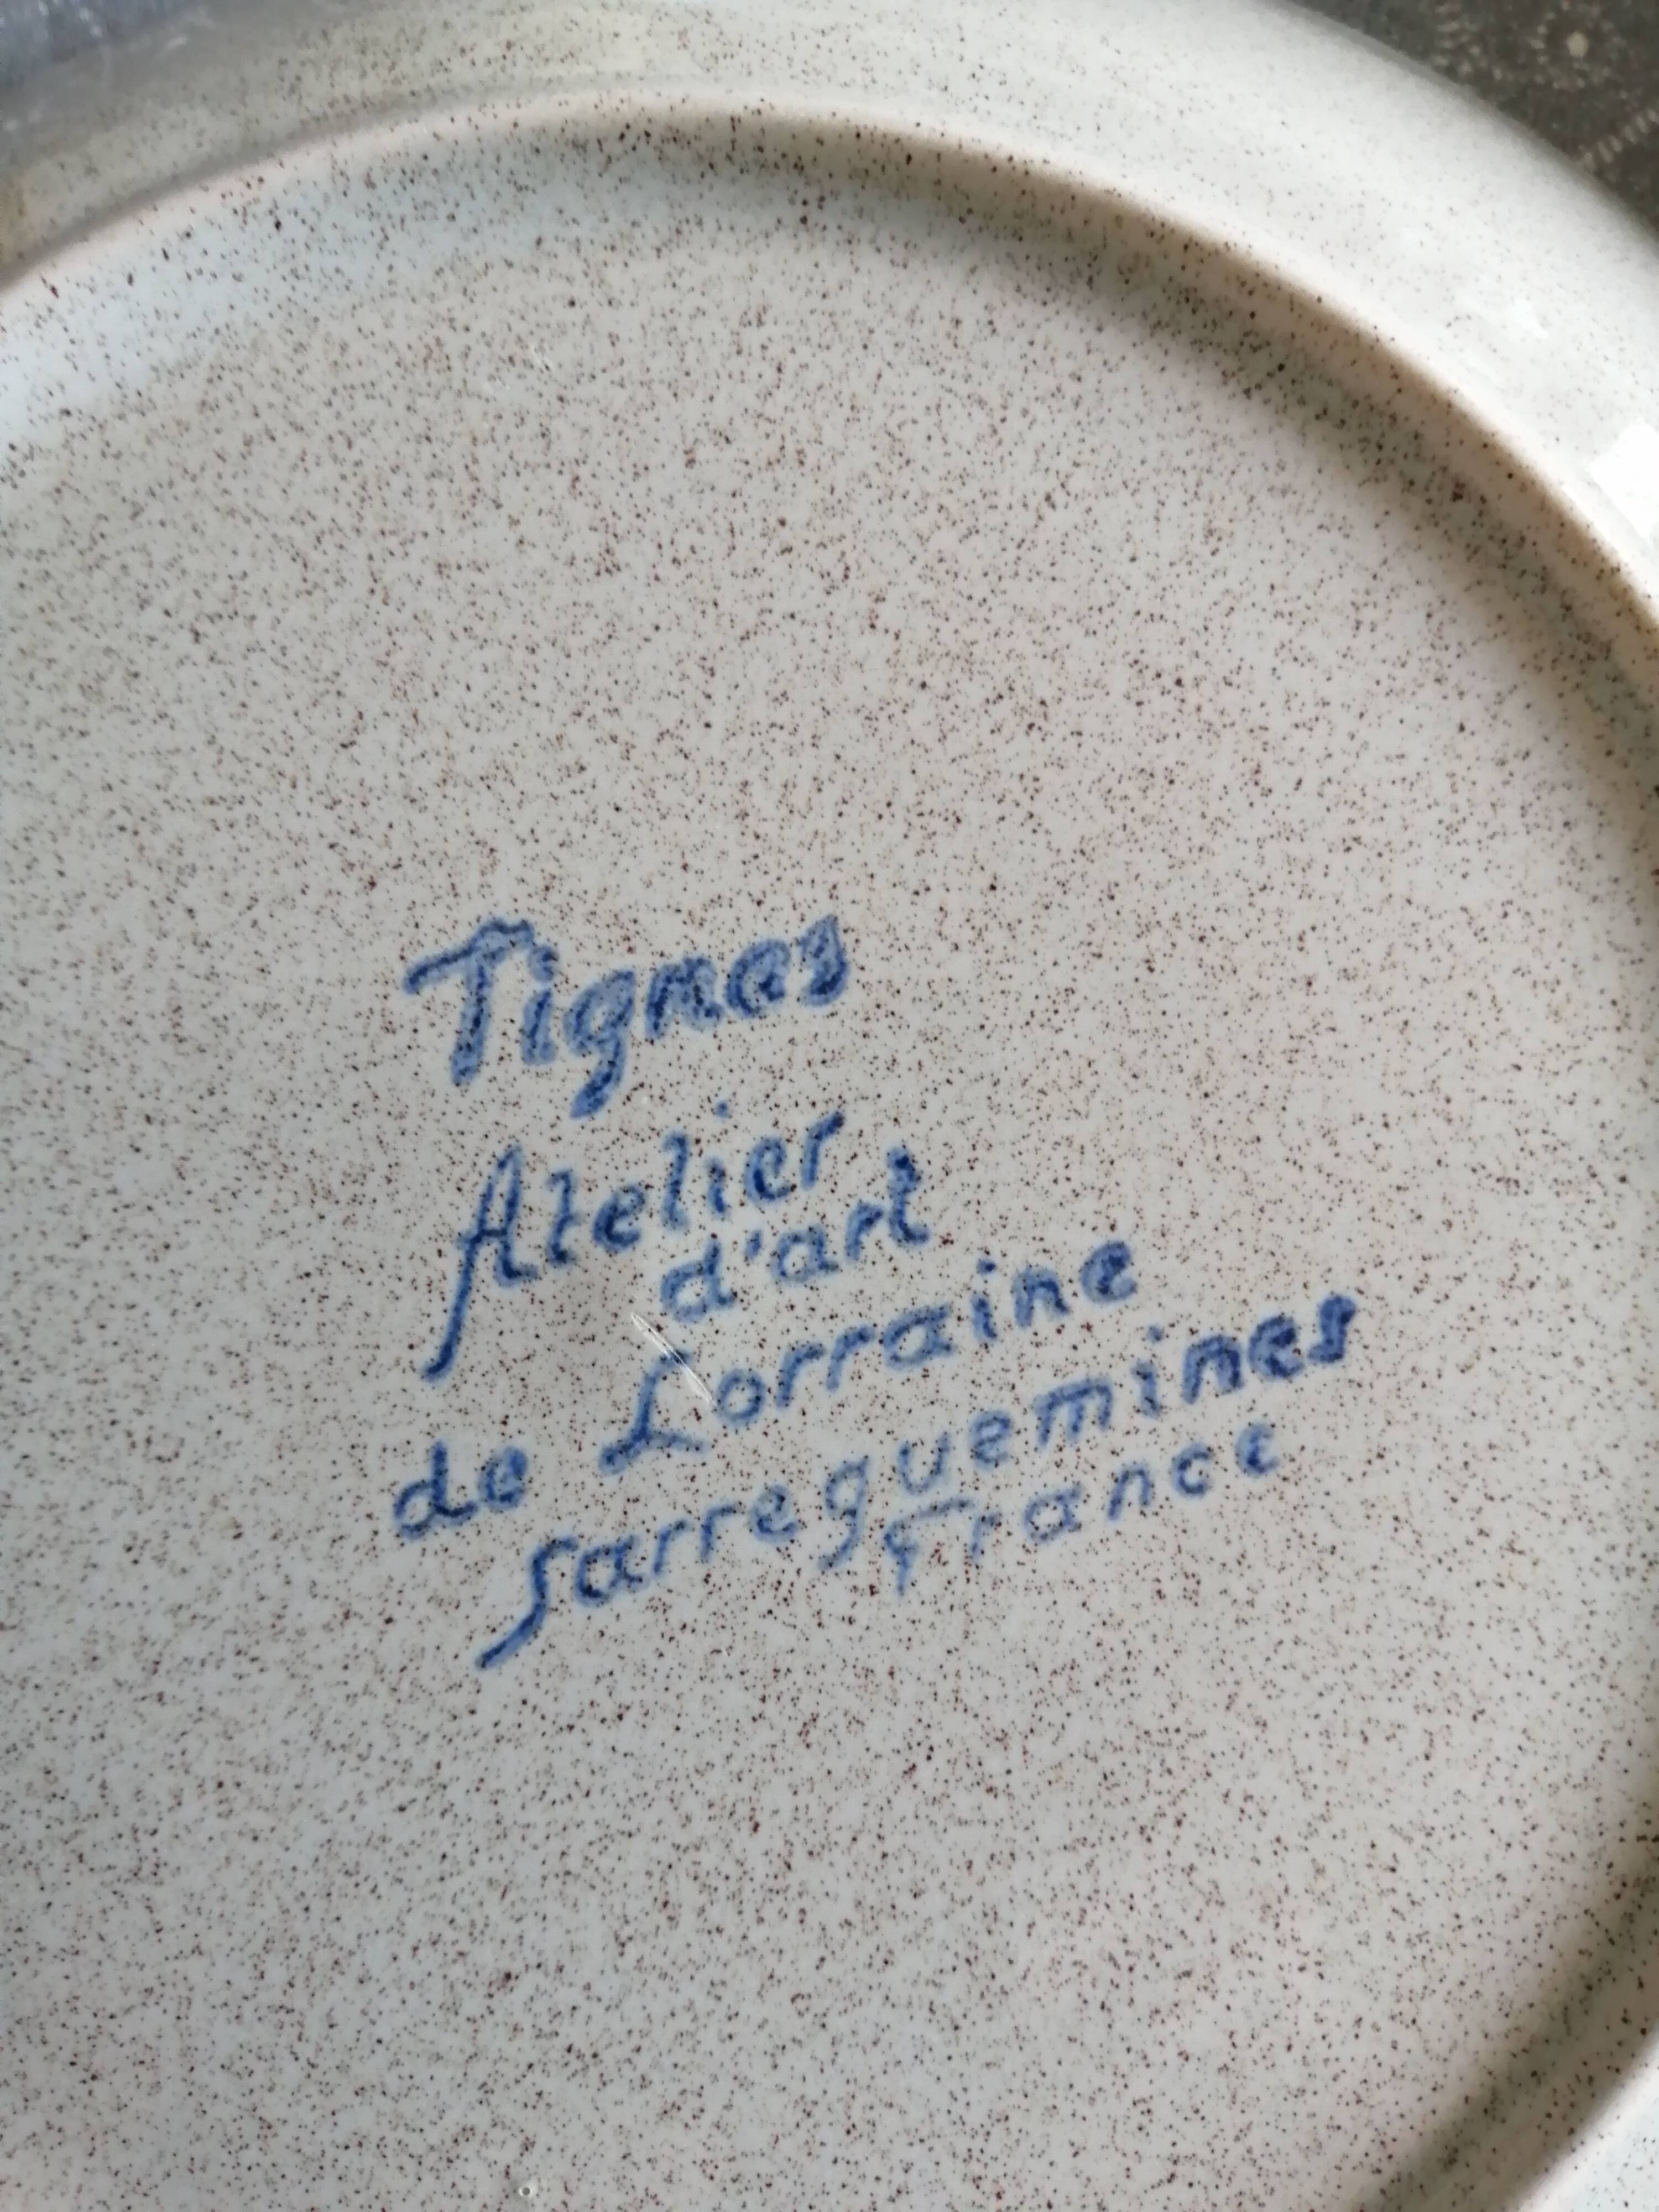 Tignes
Atelier
d'art
de Lorraine
Sarreguemines
France